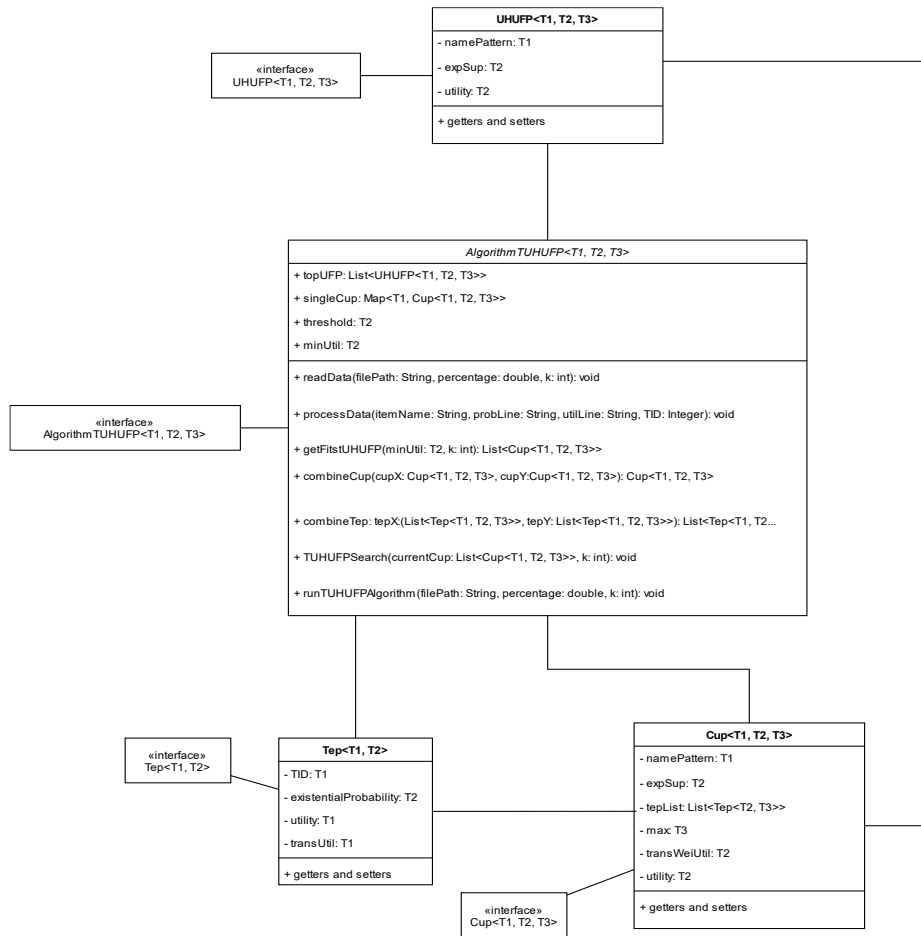 UHUFP<T1, T2, T3>
- namePattern: T1
- expSup: T2
- utility: T2
+ getters and setters
«interface»
UHUFP<T1, T2, T3>
AlgorithmTUHUFP<T1, T2, T3>
+ topUFP: List<UHUFP<T1, T2, T3>>
+ singleCup: Map<T1, Cup<T1, T2, T3>>
+ threshold: T2
+ minUtil: T2
+ readData(filePath: String, percentage: double, k: int): void
+ processData(itemName: String, probLine: String, utilLine: String, TID: Integer): void
+ getFitstUHUFP(minUtil: T2, k: int): List<Cup<T1, T2, T3>>
+ combineCup(cupX: Cup<T1, T2, T3>, cupY:Cup<T1, T2, T3>): Cup<T1, T2, T3>
+ combineTep: tepX:(List<Tep<T1, T2, T3>>, tepY: List<Tep<T1, T2, T3>>): List<Tep<T1, T2...
+ TUHUFPSearch(currentCup: List<Cup<T1, T2, T3>>, k: int): void
+ runTUHUFPAlgorithm(filePath: String, percentage: double, k: int): void
«interface»
AlgorithmTUHUFP<T1, T2, T3>
«interface»
Tep<T1, T2>
Tep<T1, T2>
- TID: T1
- existentialProbability: T2
- utility: T1
- transUtil: T1
+ getters and setters
Cup<T1, T2, T3>
- namePattern: T1
- expSup: T2
- tepList: List<Tep<T2, T3>>
- max: T3
- transWeiUtil: T2
- utility: T2
+ getters and setters
«interface»
Cup<T1, T2, T3>